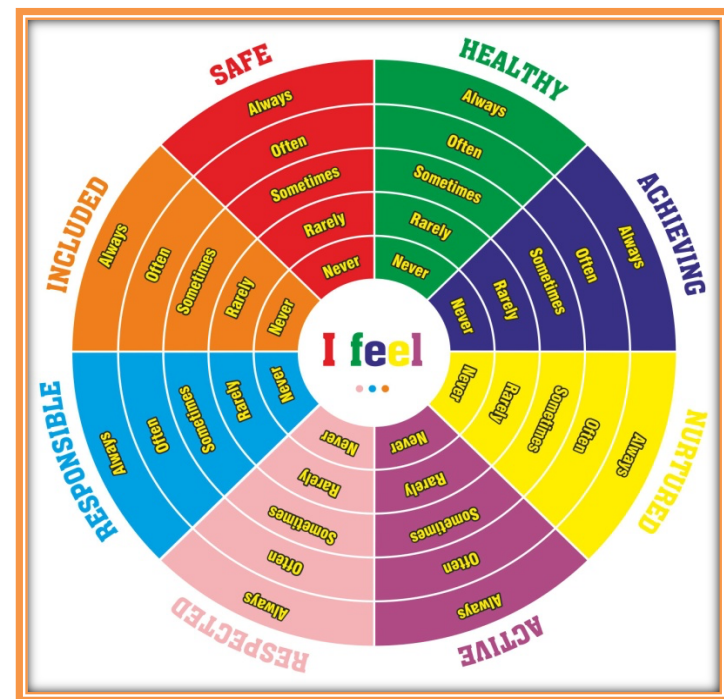 SAFE
Always
Often
Sometimes
Rarely
Never
HEALTHY
Always
Often
Sometimes
Rarely
Never
ACHIEVING
Always
Often
Sometimes
Rarely
Never
NURTURED
Always
Often
Sometimes
Rarely
Never
ACTIVE
Always
Often
Sometimes
Rarely
Never
RESPECTED
Always
Often
Sometimes
Rarely
Never
RESPONSIBLE
Always
Often
Sometimes
Rarely
Never
INCLUDED
Always
Often
Sometimes
Rarely
Never
I feel
...